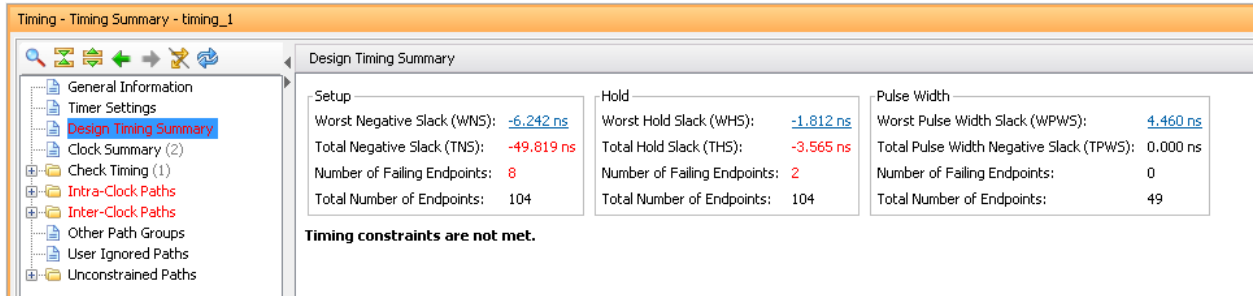 Timing - Timing Summary - timing_1
Design Timing Summary
General Information
Timer Settings
Design Timing Summary
Clock Summary (2)
Check Timing (1)
Intra-Clock Paths
Inter-Clock Paths
Other Path Groups
User Ignored Paths
Unconstrained Paths
Setup
Worst Negative Slack (WNS): -6.242 ns
Total Negative Slack (TNS): -49.819 ns
Number of Failing Endpoints: 8
Total Number of Endpoints: 104
Hold
Worst Hold Slack (WHS): -1.812 ns
Total Hold Slack (THS): -3.565 ns
Number of Failing Endpoints: 2
Total Number of Endpoints: 104
Pulse Width
Worst Pulse Width Slack (WPWS): 4.460 ns
Total Pulse Width Negative Slack (TPWS): 0.000 ns
Number of Failing Endpoints: 0
Total Number of Endpoints: 49
Timing constraints are not met.